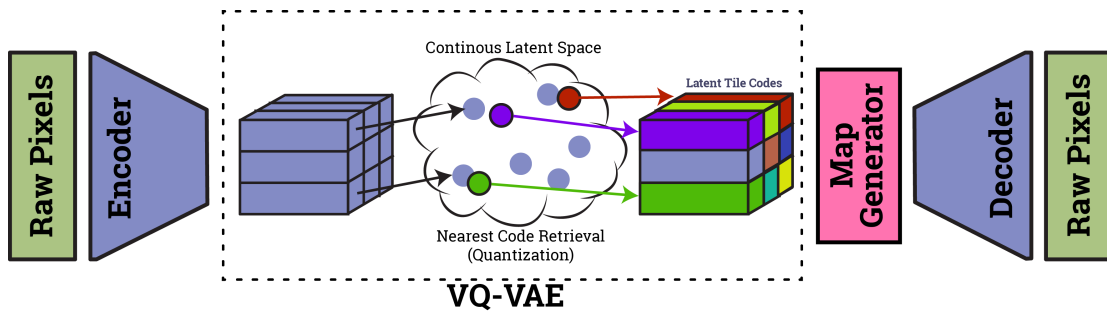 Raw Pixels
Encoder
Continous Latent Space
Latent Tile Codes
Nearest Code Retrieval
(Quantization)
VQ-VAE
Map
Generator
Decoder
Raw Pixels